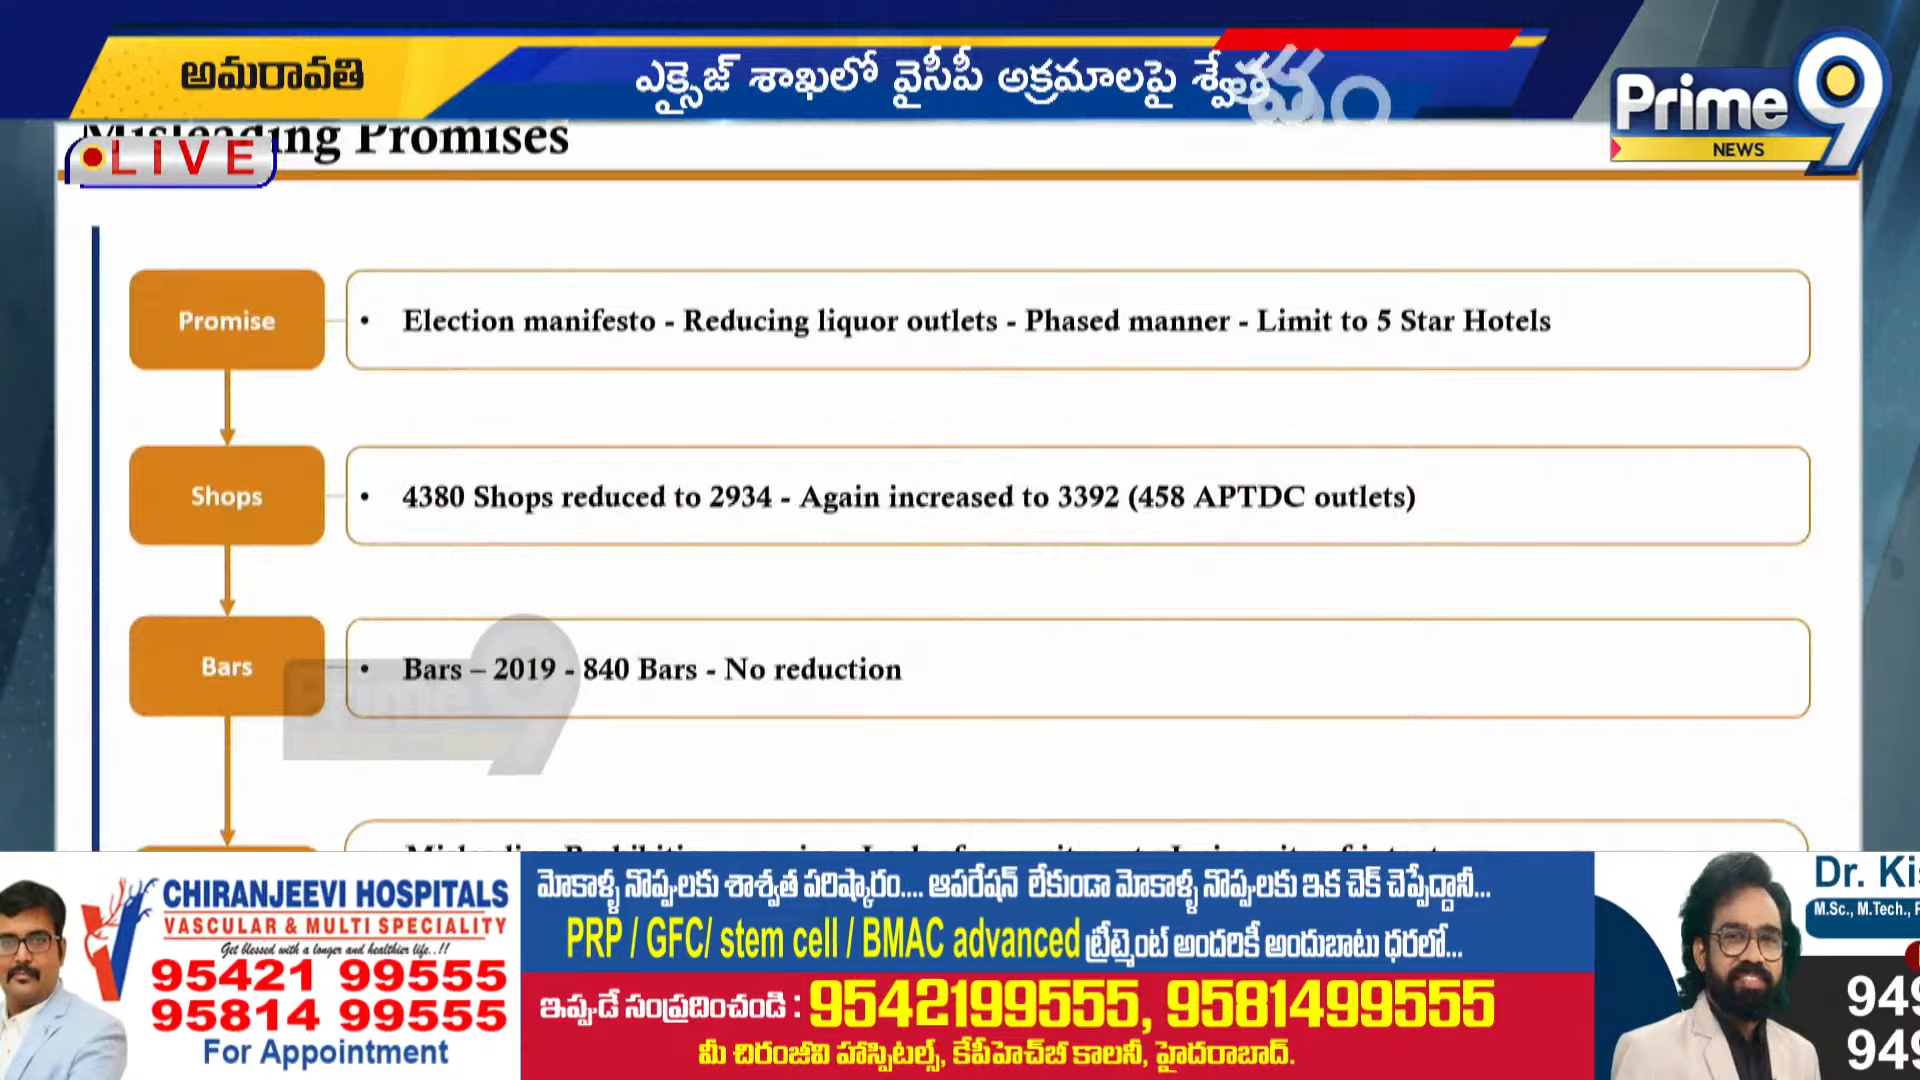 అమరావతి
ఎక్సైజ్ శాఖలో వైసీపీ అక్రమాలపై
Prime9
NEWS
Misleading Promises
LIVE
Promise
• Election manifesto - Reducing liquor outlets - Phased manner - Limit to 5 Star Hotels
Shops
• 4380 Shops reduced to 2934 - Again increased to 3392 (458 APTDC outlets)
Bars
• Bars – 2019 - 840 Bars - No reduction
CHIRANJEEVI HOSPITALS
VASCULAR & MULTI SPECIALITY
Get blessed with a longer and healthier life..!!
95421 99555
95814 99555
For Appointment
మోకాళ్ళ నొప్పులకు శాశ్వత పరిష్కారం.... ఆపరేషన్ లేకుండా మోకాళ్ళ నొప్పులకు ఇక చెక్ చెప్పేద్దానీ...
PRP / GFC/ stem cell / BMAC advanced ట్రీట్మెంట్ అందరికీ అందుబాటు ధరలో...
ఇప్పుడే సంప్రదించండి : 9542199555, 9581499555
మీ చిరంజీవి హాస్పిటల్స్, కేపీహెచ్‌బీ కాలనీ, హైదరాబాద్.
Dr.
M.Sc., M.Tech.,